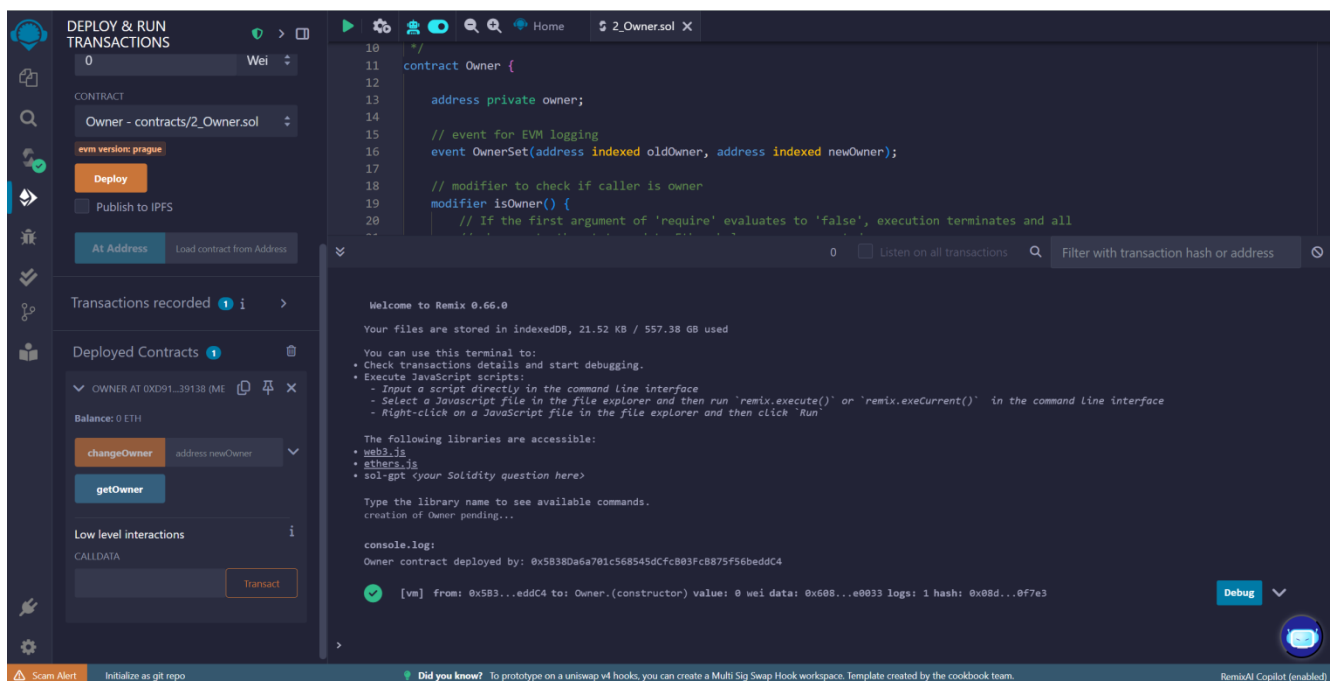 DEPLOY & RUN
TRANSACTIONS
0 Wei
CONTRACT
Owner - contracts/2_Owner.sol
evm version: prague
Deploy
Publish to IPFS
At Address Load contract from Address
Transactions recorded 1 i
Deployed Contracts 1
OWNER AT 0XD91...39138 (ME
Balance: 0 ETH
changeOwner address newOwner
getOwner
Low level interactions i
CALLDATA
Transact
Home 2_Owner.sol
10 */
11 contract Owner {
12
13 address private owner;
14
15 // event for EVM logging
16 event OwnerSet(address indexed oldOwner, address indexed newOwner);
17
18 // modifier to check if caller is owner
19 modifier isOwner() {
20 // If the first argument of 'require' evaluates to 'false', execution terminates and all
0 Listen on all transactions Filter with transaction hash or address
Welcome to Remix 0.66.0
Your files are stored in indexedDB, 21.52 KB / 557.38 GB used
You can use this terminal to:
• Check transactions details and start debugging.
• Execute JavaScript scripts:
- Input a script directly in the command line interface
- Select a Javascript file in the file explorer and then run `remix.execute()` or `remix.exeCurrent()` in the command line interface
- Right-click on a JavaScript file in the file explorer and then click `Run`
The following libraries are accessible:
• web3.js
• ethers.js
• sol-gpt <your Solidity question here>
Type the library name to see available commands.
creation of Owner pending...
console.log:
Owner contract deployed by: 0x5B38Da6a701c568545dCfcB03FcB875f56beddC4
[vm] from: 0x5B3...eddC4 to: Owner.(constructor) value: 0 wei data: 0x608...e0033 logs: 1 hash: 0x08d...0f7e3
Debug
>
Scam Alert Initialize as git repo Did you know? To prototype on a uniswap v4 hooks, you can create a Multi Sig Swap Hook workspace. Template created by the cookbook team. RemixAI Copilot (enabled)